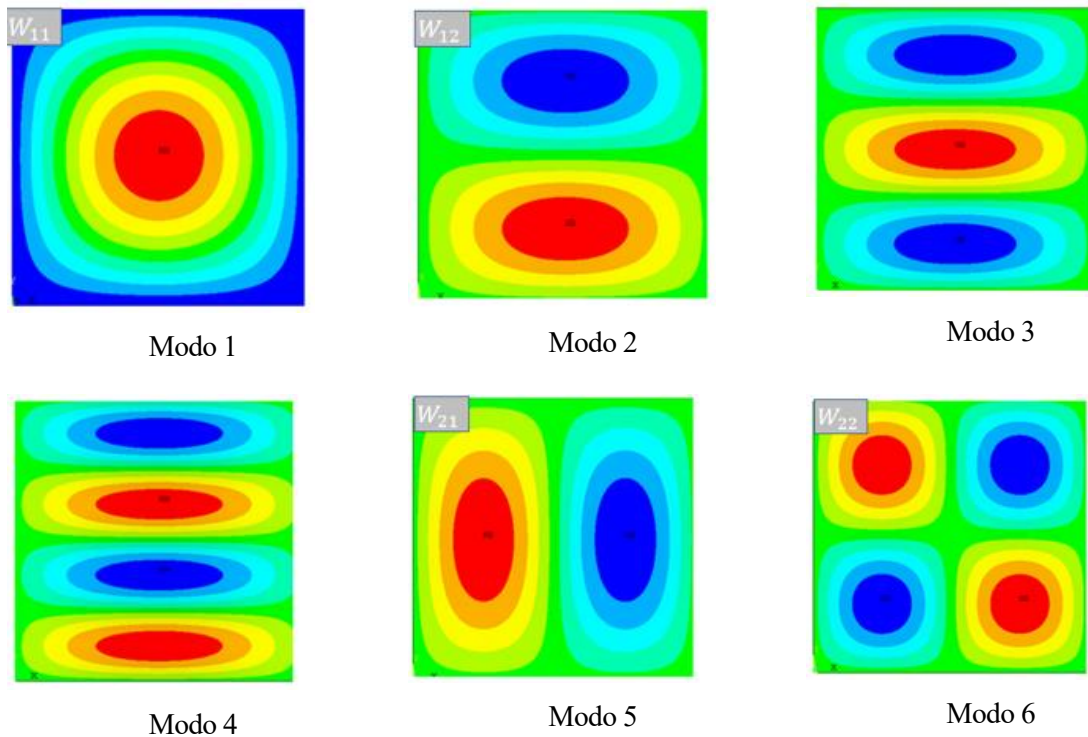 W₁₁
W₁₂
Modo 1
Modo 2
Modo 3
W₂₁
W₂₂
Modo 4
Modo 5
Modo 6